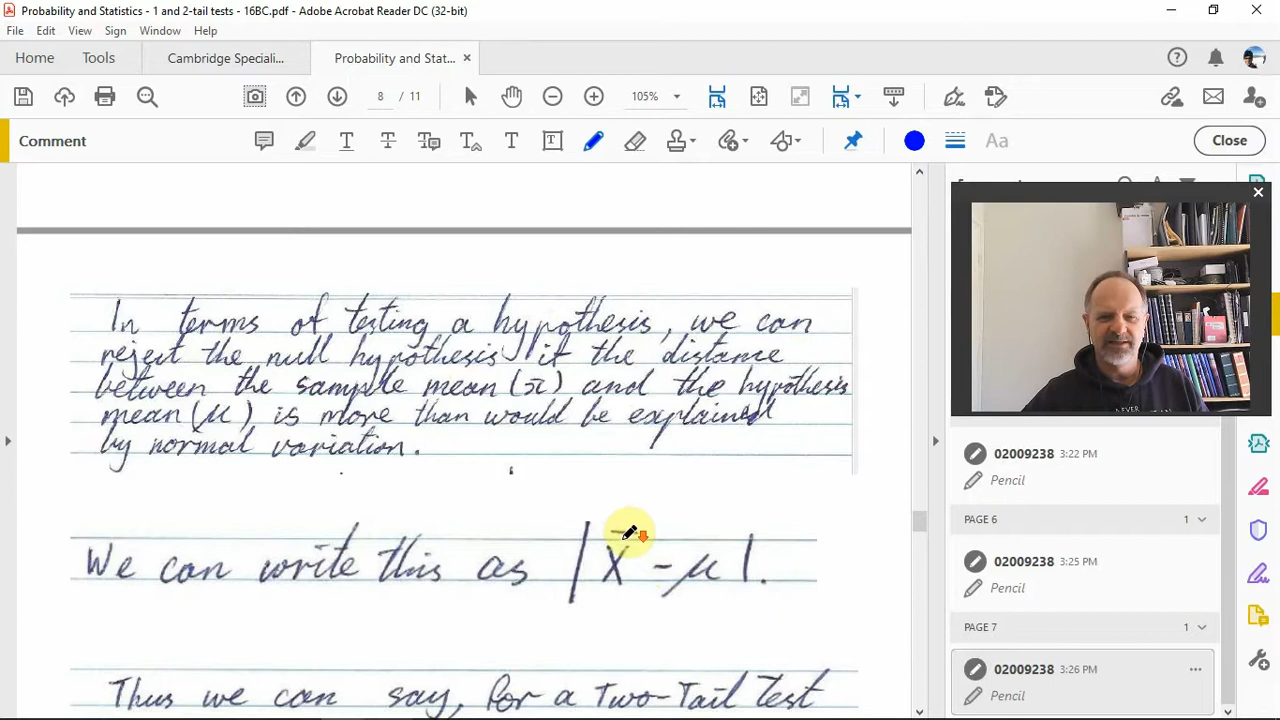 Probability and Statistics - 1 and 2-tail tests - 16BC.pdf - Adobe Acrobat Reader DC (32-bit)
File Edit View Sign Window Help
Home Tools Cambridge Speciali... Probability and Stat... ×
8 / 11 105%
Comment Aa Close
In terms of testing a hypothesis, we can
reject the null hypothesis if the distance
between the sample mean (x̄) and the hypothesis
mean (μ) is more than would be explained
by normal variation.
We can write this as |X̄ - μ|.
Thus we can say, for a Two-Tail test
02009238 3:22 PM
Pencil
PAGE 6 1
02009238 3:25 PM
Pencil
PAGE 7 1
02009238 3:26 PM
Pencil